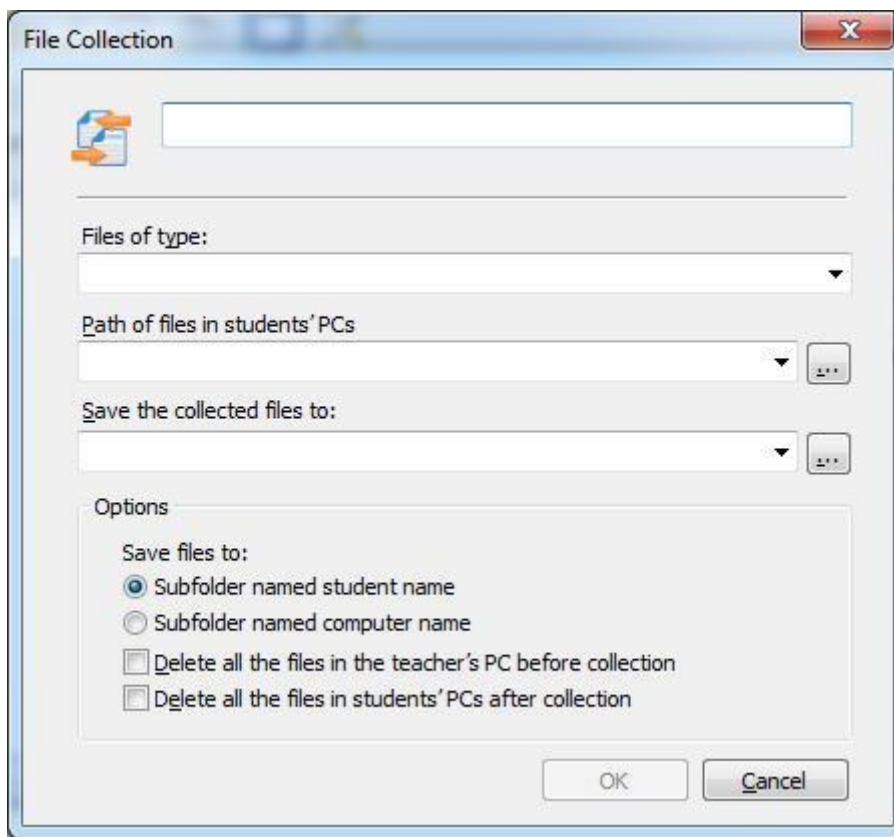 File Collection
Files of type:
Path of files in students' PCs
...
Save the collected files to:
...
Options
Save files to:
Subfolder named student name
Subfolder named computer name
Delete all the files in the teacher's PC before collection
Delete all the files in students' PCs after collection
OK Cancel